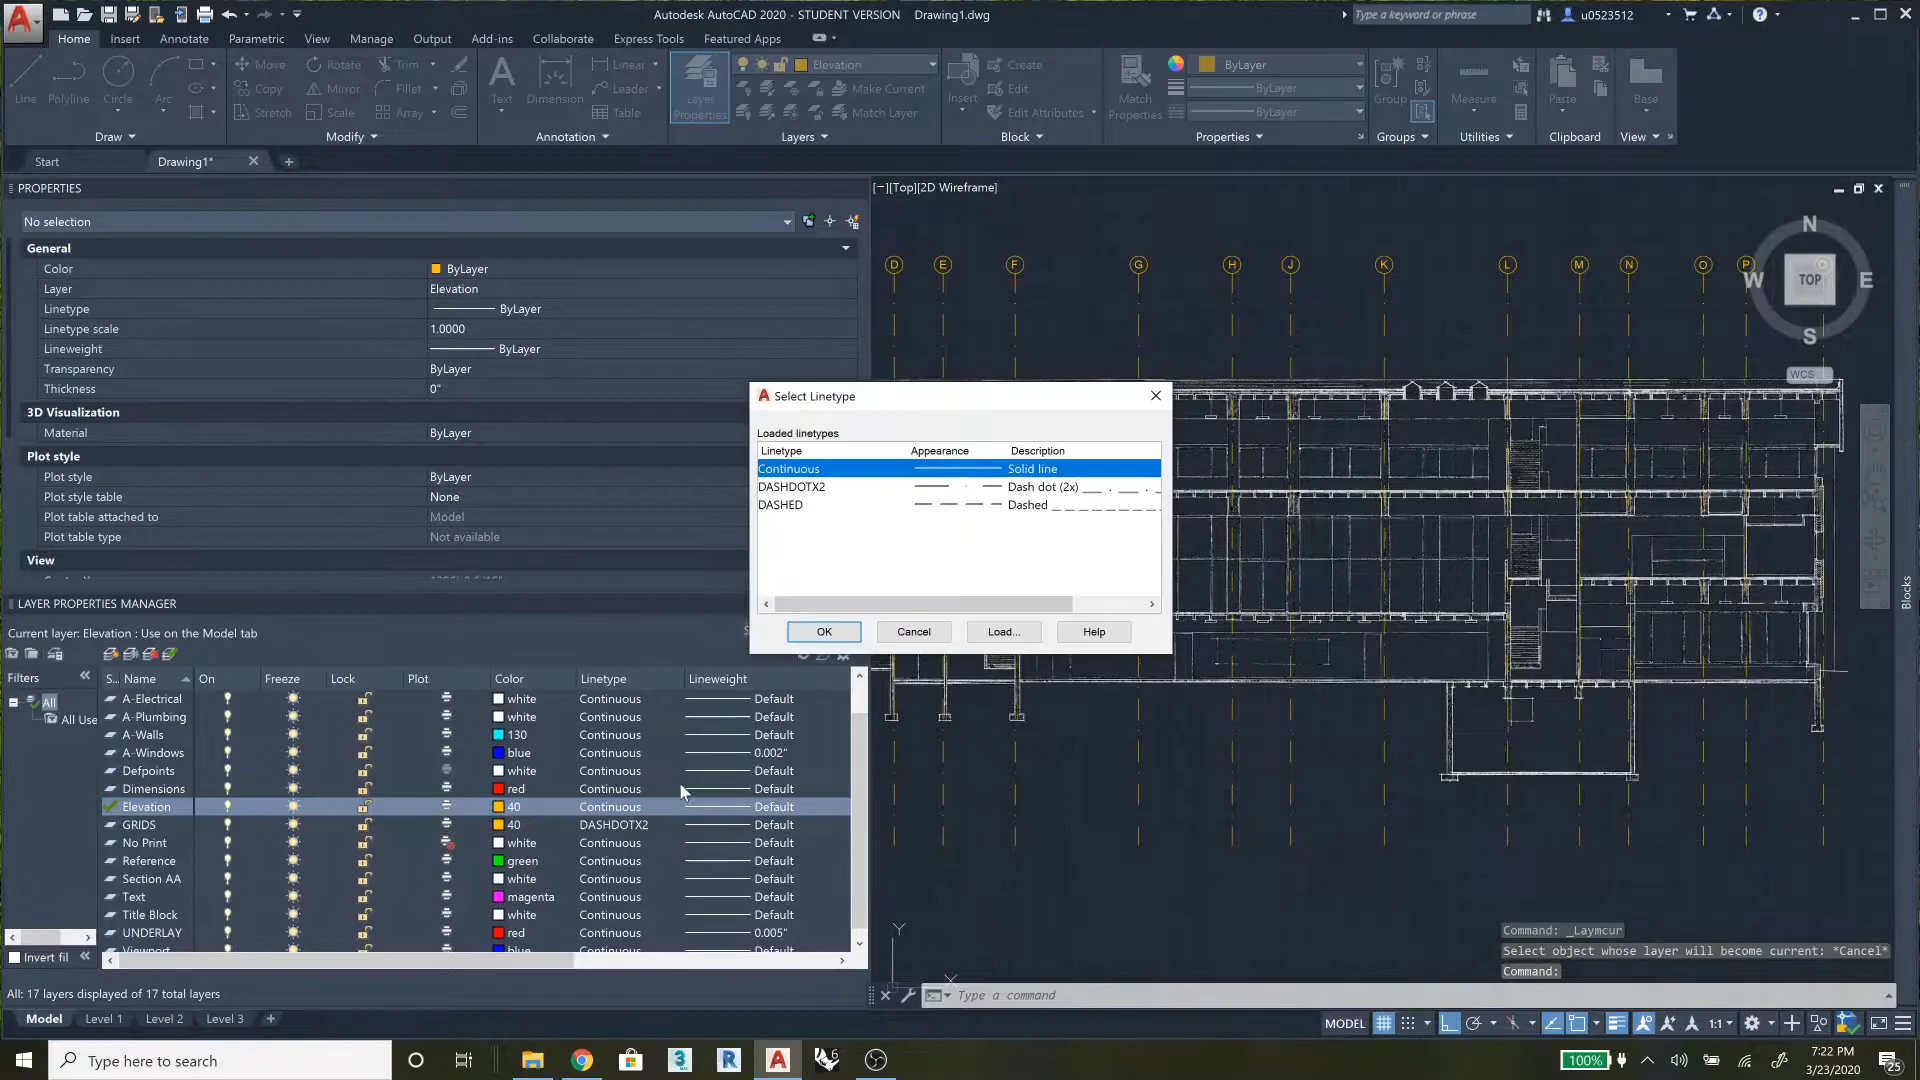 Autodesk AutoCAD 2020 - STUDENT VERSION Drawing1.dwg
Type a keyword or phrase
u0523512
Home Insert Annotate Parametric View Manage Output Add-ins Collaborate Express Tools Featured Apps
Line Polyline Circle Arc
Move Rotate Trim
Copy Mirror Fillet
Stretch Scale Array
Text Dimension
Linear
Leader
Table
Layer Properties
Elevation
Make Current
Match Layer
Insert
Create
Edit
Edit Attributes
Match Properties
ByLayer
ByLayer
ByLayer
Group Measure Paste Base
Draw Modify Annotation Layers Block Properties Groups Utilities Clipboard View
Start Drawing1*
PROPERTIES
No selection
General
Color ByLayer
Layer Elevation
Linetype ByLayer
Linetype scale 1.0000
Lineweight ByLayer
Transparency ByLayer
Thickness 0"
3D Visualization
Material ByLayer
Plot style
Plot style ByLayer
Plot style table None
Plot table attached to Model
Plot table type Not available
View
[−][Top][2D Wireframe]
D E F G H J K L M N O P
N
W TOP E
S
WCS
Blocks
Select Linetype
Loaded linetypes
Linetype Appearance Description
Continuous Solid line
DASHDOTX2 Dash dot (2x) ___ . ___ . _
DASHED Dashed _ _ _ _ _ _ _ _ _ _
OK Cancel Load... Help
LAYER PROPERTIES MANAGER
Current layer: Elevation : Use on the Model tab
Filters
All
All Use
Invert fil
S.. Name On Freeze Lock Plot Color Linetype Lineweight
A-Electrical white Continuous Default
A-Plumbing white Continuous Default
A-Walls 130 Continuous Default
A-Windows blue Continuous 0.002"
Defpoints white Continuous Default
Dimensions red Continuous Default
Elevation 40 Continuous Default
GRIDS 40 DASHDOTX2 Default
No Print white Continuous Default
Reference green Continuous Default
Section AA white Continuous Default
Text magenta Continuous Default
Title Block white Continuous Default
UNDERLAY red Continuous 0.005"
Viewport blue Continuous Default
All: 17 layers displayed of 17 total layers
Y
X
Command: _Laymcur
Select object whose layer will become current: *Cancel*
Command:
Type a command
Model Level 1 Level 2 Level 3
MODEL 1:1
Type here to search
100%
7:22 PM
3/23/2020
25